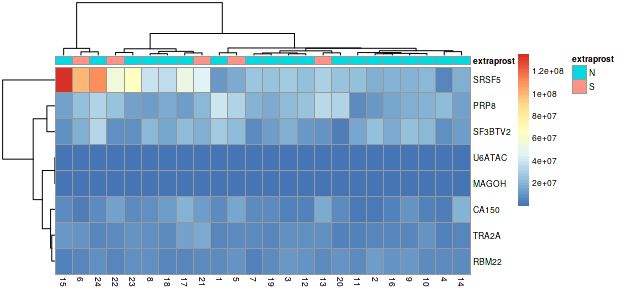 extraprost
extraprost
N
S
SRSF5
PRP8
SF3BTV2
U6ATAC
MAGOH
CA150
TRA2A
RBM22
1.2e+08
1e+08
8e+07
6e+07
4e+07
2e+07
15 6 24 22 23 8 18 17 21 1 5 7 19 3 12 13 20 11 2 16 9 10 4 14